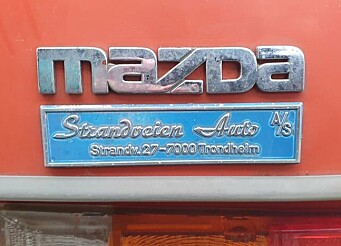 mazda
Strandveien Auto A/S
Strandv. 27-7000 Trondheim